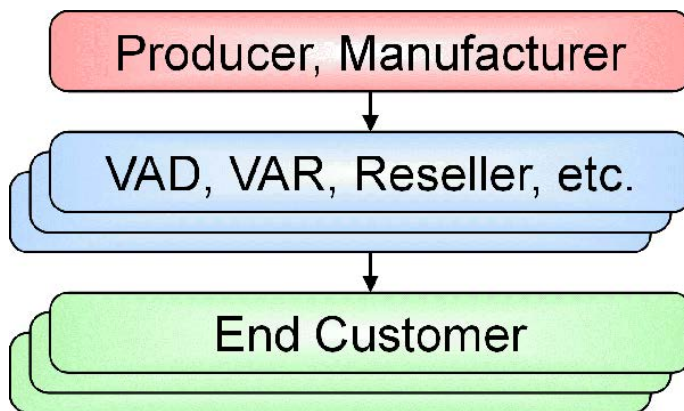 Producer, Manufacturer
VAD, VAR, Reseller, etc.
End Customer